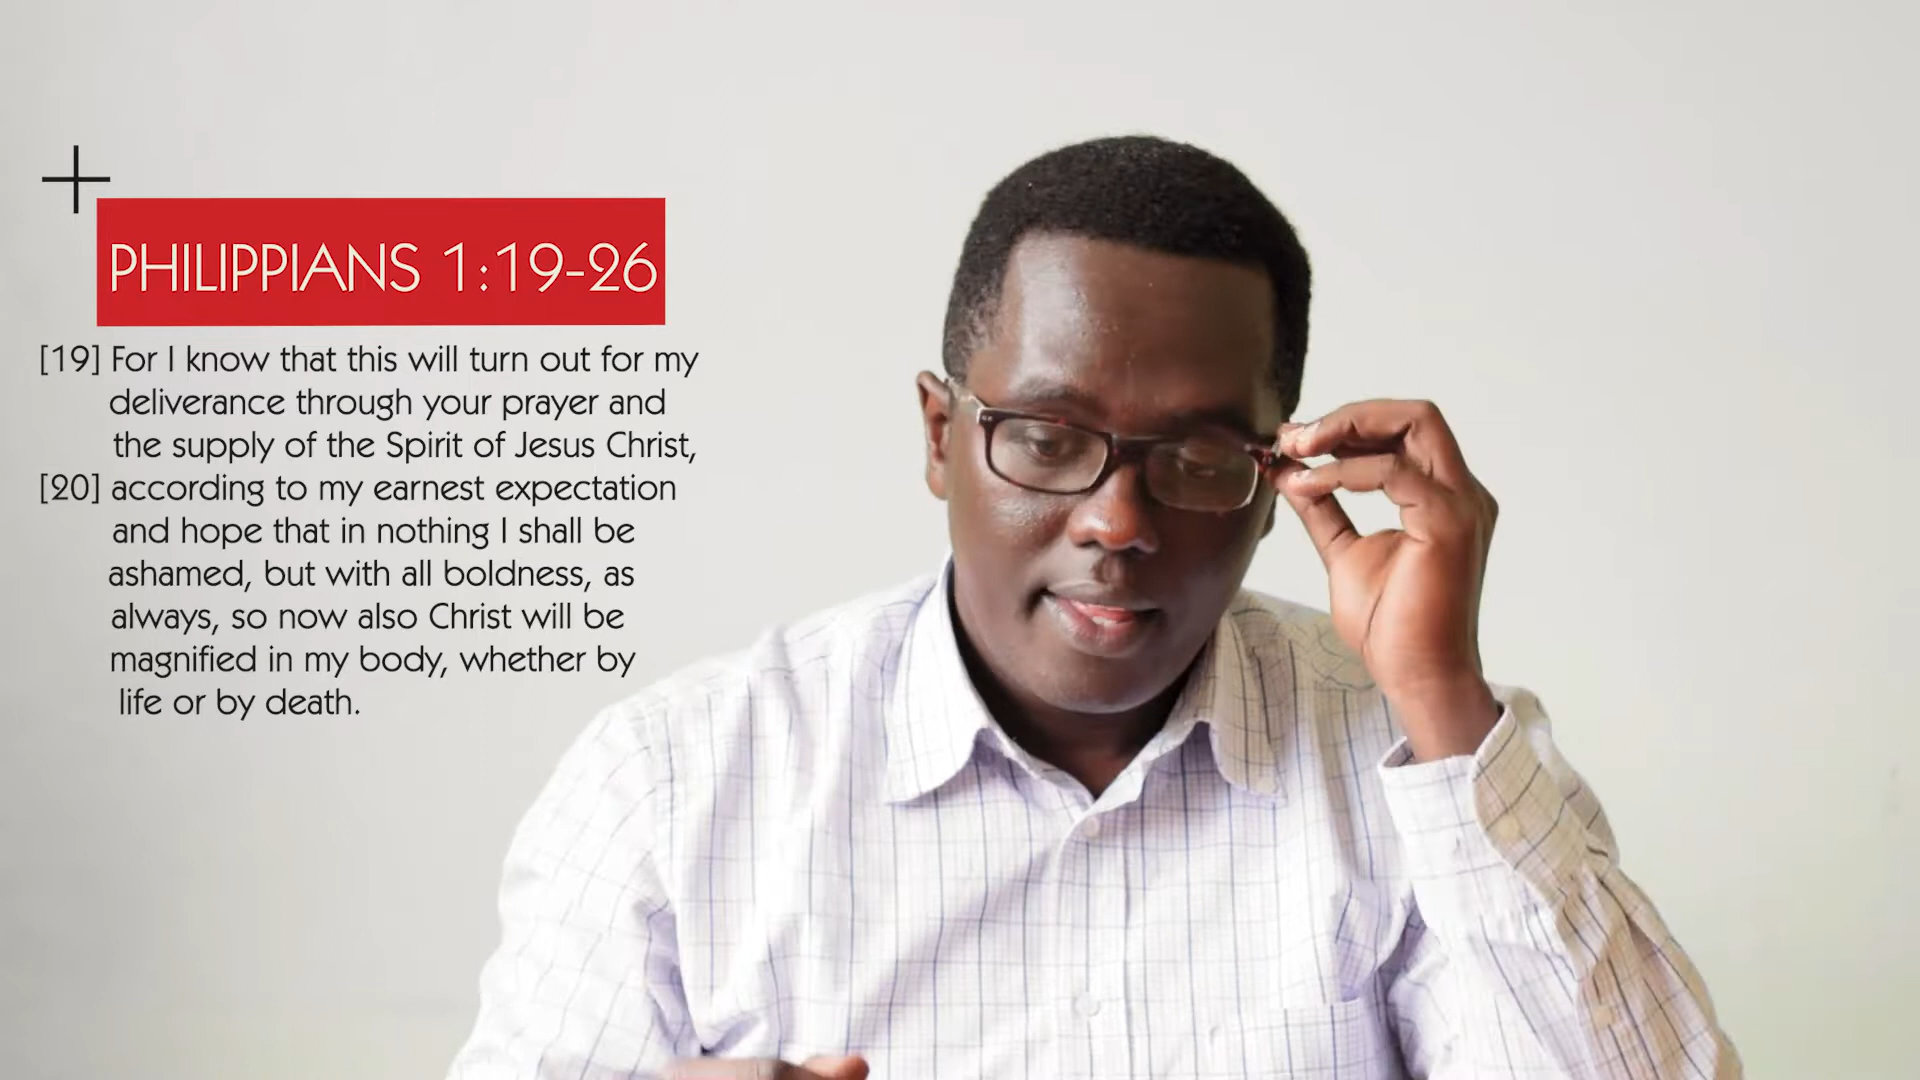 PHILIPPIANS 1:19-26
[19] For I know that this will turn out for my
deliverance through your prayer and
the supply of the Spirit of Jesus Christ,
[20] according to my earnest expectation
and hope that in nothing I shall be
ashamed, but with all boldness, as
always, so now also Christ will be
magnified in my body, whether by
life or by death.